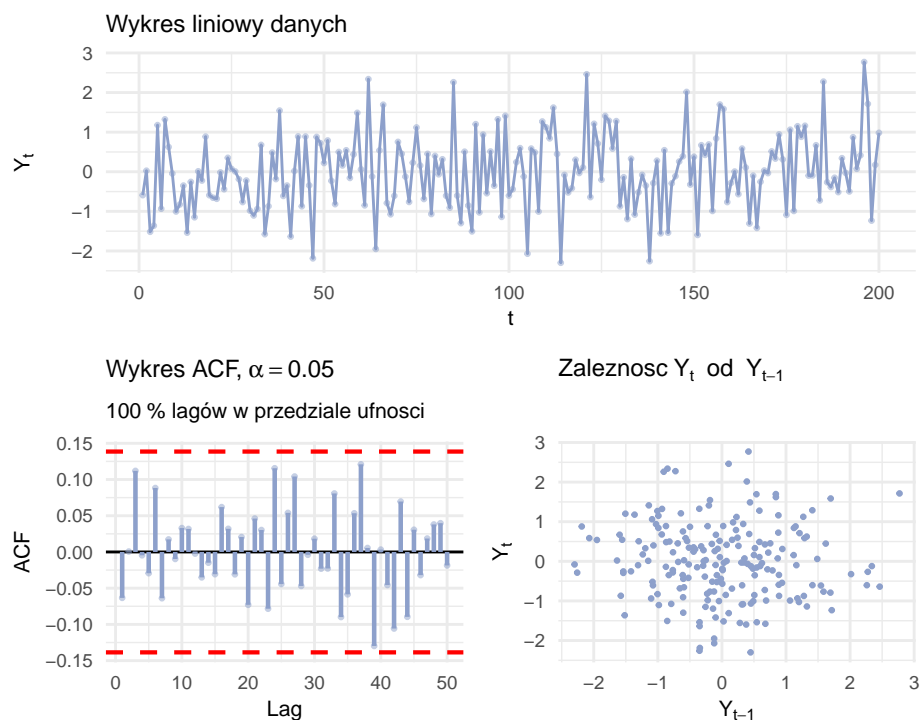 Wykres liniowy danych
3
2
1
0
−1
−2
Yt
0 50 100 150 200
t
Wykres ACF, α = 0.05
100 % lagów w przedziale ufnosci
0.15
0.10
0.05
0.00
−0.05
−0.10
−0.15
ACF
0 10 20 30 40 50
Lag
Zaleznosc Yt od Yt−1
3
2
1
0
−1
−2
Yt
−2 −1 0 1 2 3
Yt−1